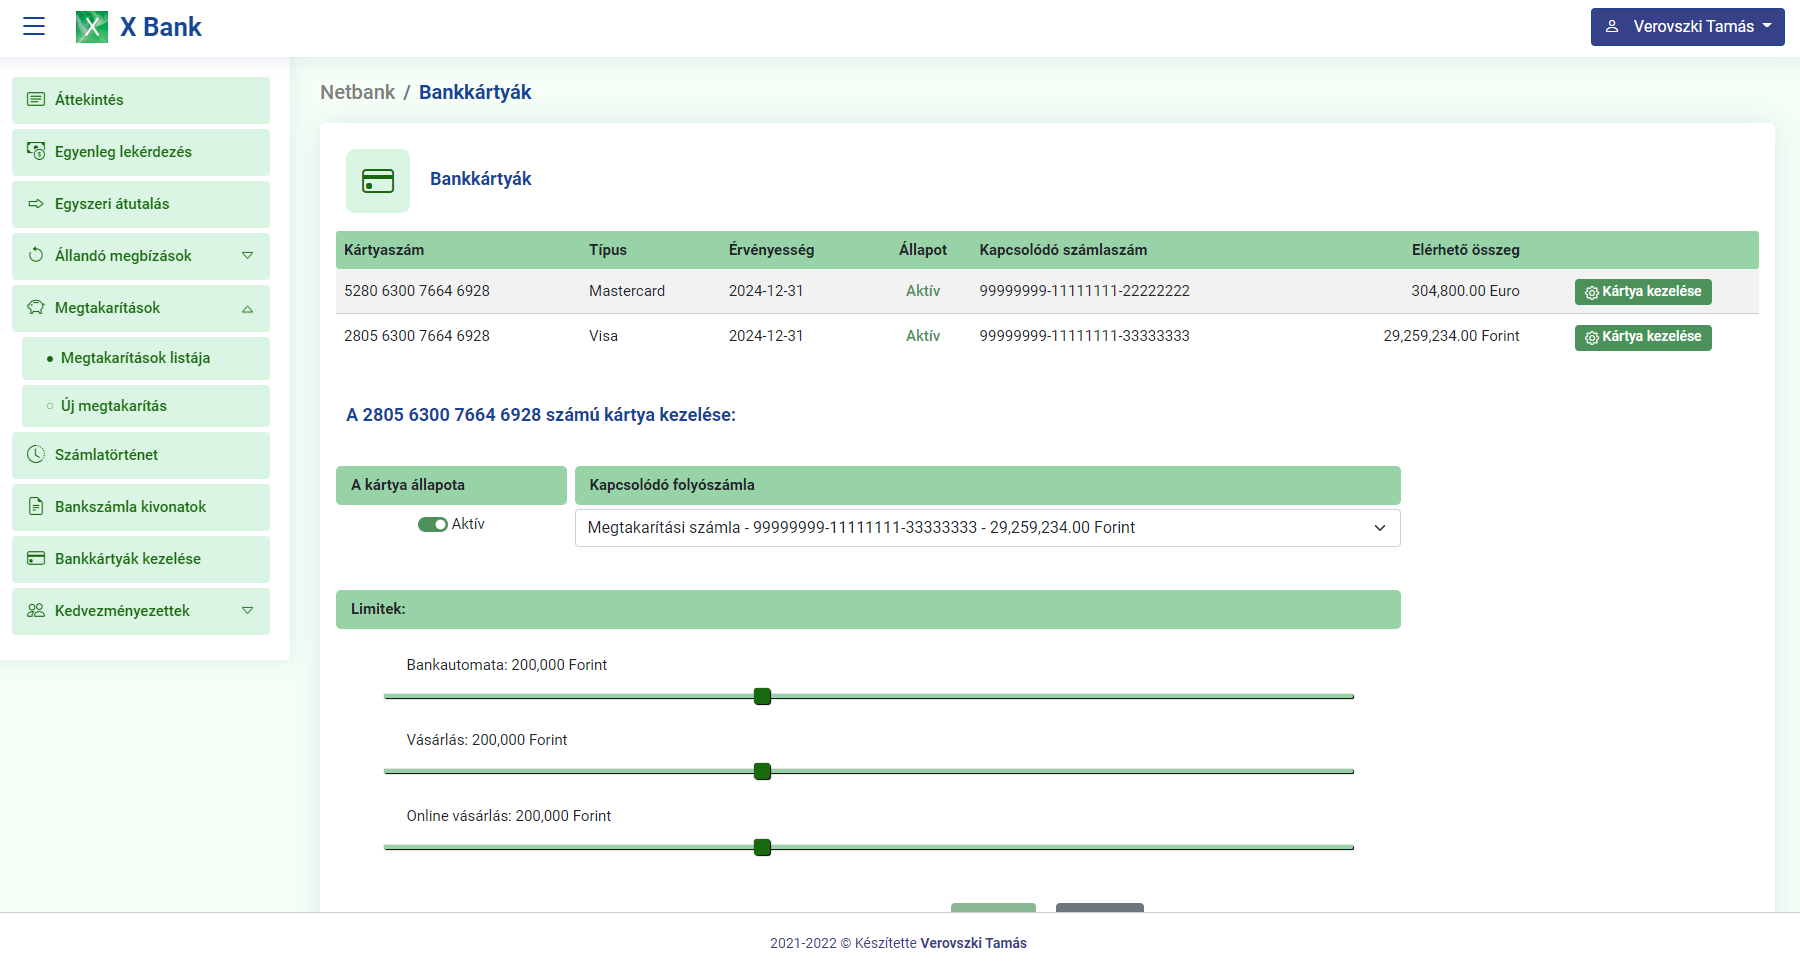 X Bank
Verovszki Tamás
Áttekintés
Egyenleg lekérdezés
Egyszeri átutalás
Állandó megbízások
Megtakarítások
Megtakarítások listája
Új megtakarítás
Számlatörténet
Bankszámla kivonatok
Bankkártyák kezelése
Kedvezményezettek
Netbank / Bankkártyák
Bankkártyák
Kártyaszám Típus Érvényesség Állapot Kapcsolódó számlaszám Elérhető összeg
5280 6300 7664 6928 Mastercard 2024-12-31 Aktív 99999999-11111111-22222222 304,800.00 Euro Kártya kezelése
2805 6300 7664 6928 Visa 2024-12-31 Aktív 99999999-11111111-33333333 29,259,234.00 Forint Kártya kezelése
A 2805 6300 7664 6928 számú kártya kezelése:
A kártya állapota Kapcsolódó folyószámla
Aktív Megtakarítási számla - 99999999-11111111-33333333 - 29,259,234.00 Forint
Limitek:
Bankautomata: 200,000 Forint
Vásárlás: 200,000 Forint
Online vásárlás: 200,000 Forint
2021-2022 © Készítette Verovszki Tamás